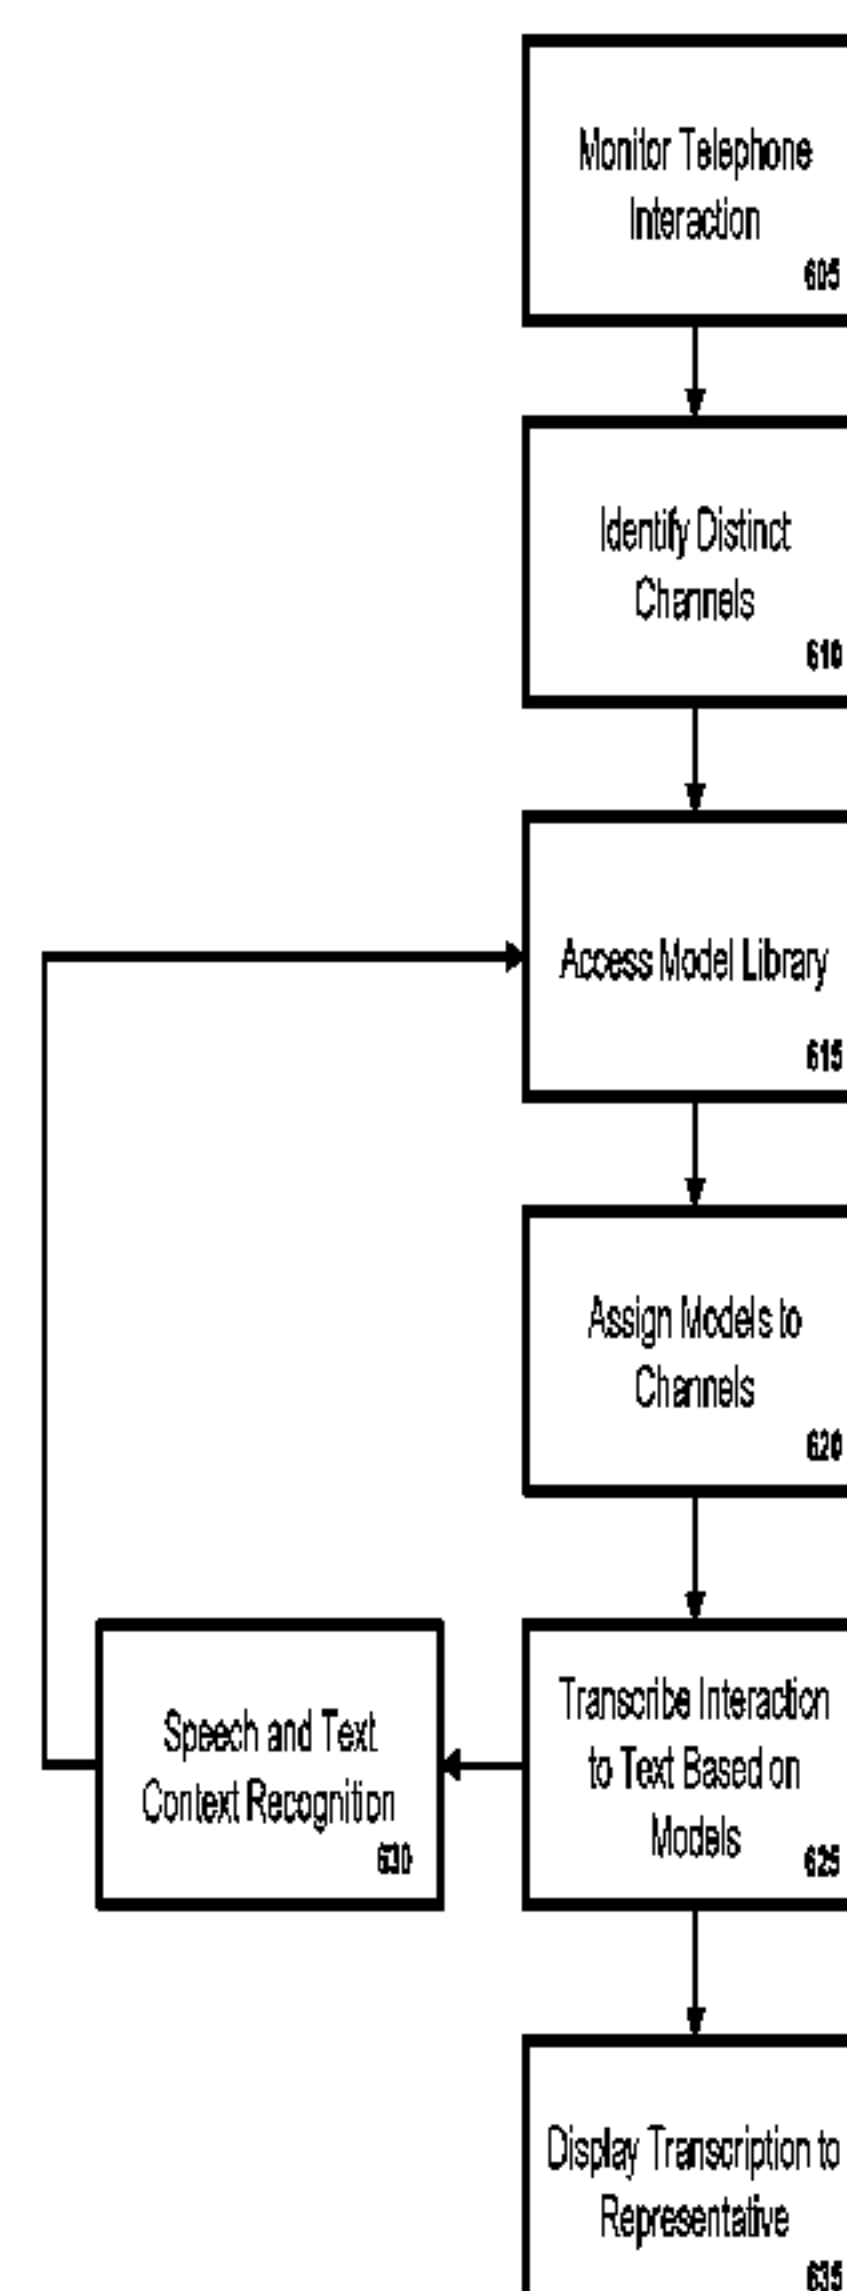 Monitor Telephone
Interaction
605
Identify Distinct
Channels
610
Access Model Library
615
Assign Models to
Channels
620
Transcribe Interaction
to Text Based on
Models
625
Speech and Text
Context Recognition
630
Display Transcription to
Representative
635